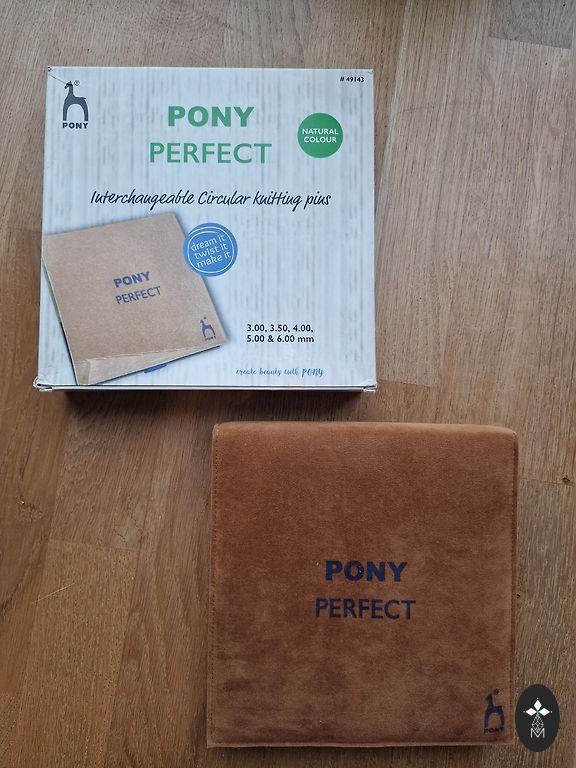 # 49143
PONY
PONY
PERFECT
NATURAL
COLOUR
Interchangeable Circular knitting pins
dream it
twist it
make it
PONY
PERFECT
PONY
3.00, 3.50, 4.00,
5.00 & 6.00 mm
create beauty with PONY
PONY
PERFECT
PONY
M